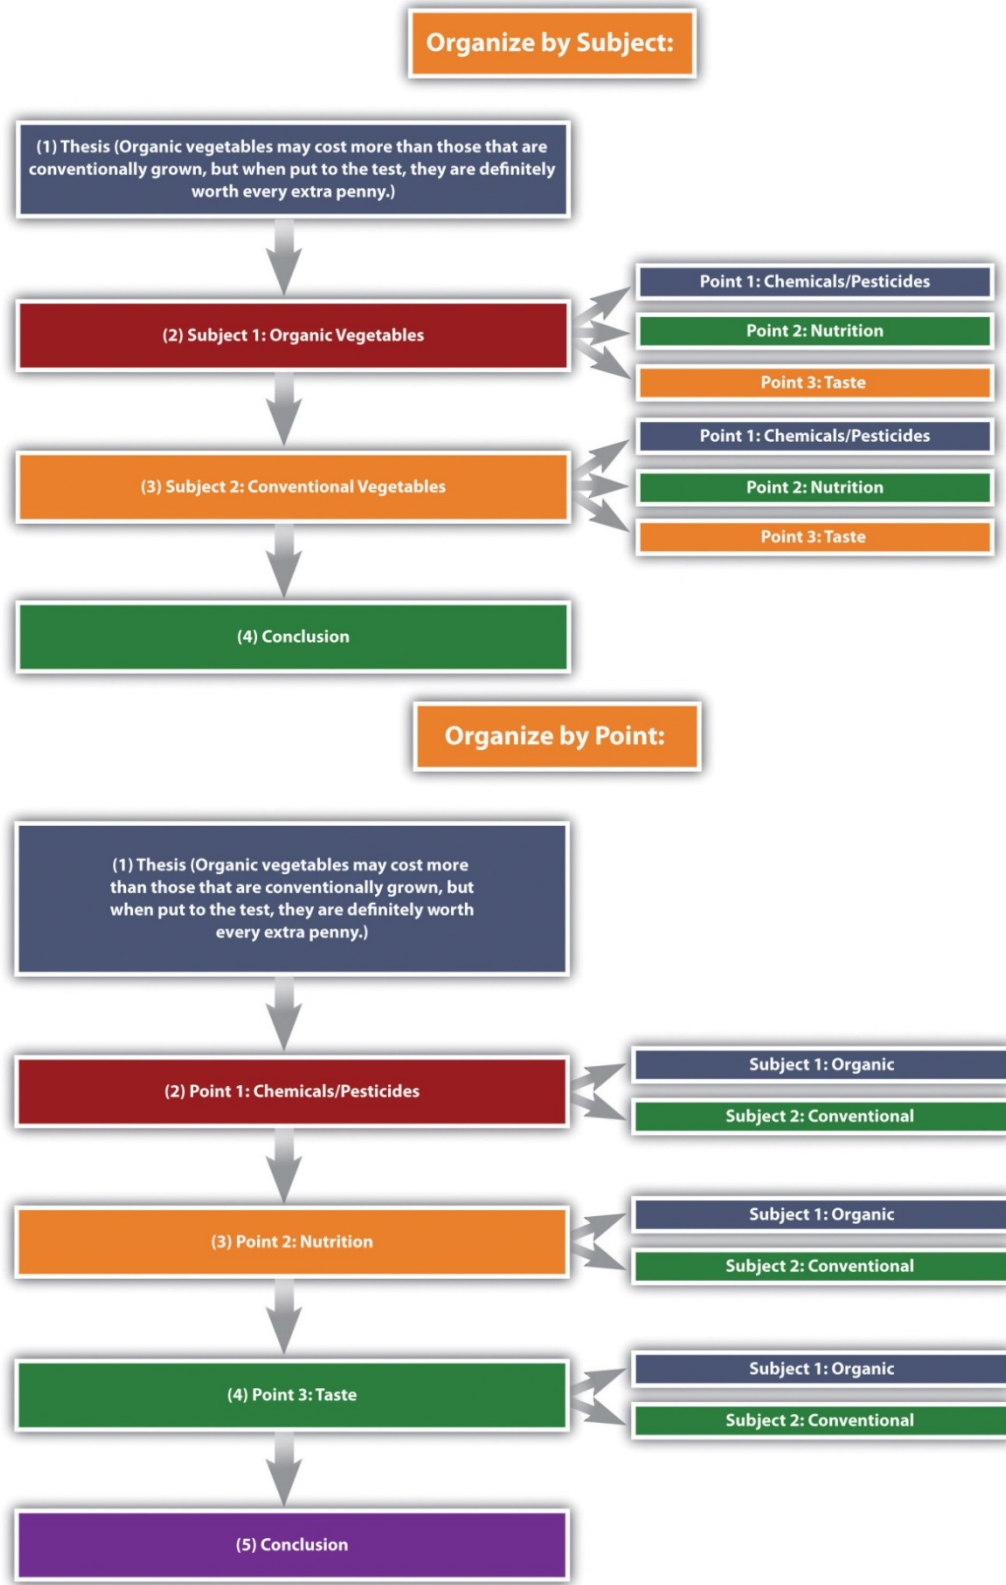 Organize by Subject:
(1) Thesis (Organic vegetables may cost more than those that are
conventionally grown, but when put to the test, they are definitely
worth every extra penny.)
(2) Subject 1: Organic Vegetables
Point 1: Chemicals/Pesticides
Point 2: Nutrition
Point 3: Taste
(3) Subject 2: Conventional Vegetables
Point 1: Chemicals/Pesticides
Point 2: Nutrition
Point 3: Taste
(4) Conclusion
Organize by Point:
(1) Thesis (Organic vegetables may cost more
than those that are conventionally grown, but
when put to the test, they are definitely worth
every extra penny.)
(2) Point 1: Chemicals/Pesticides
Subject 1: Organic
Subject 2: Conventional
(3) Point 2: Nutrition
Subject 1: Organic
Subject 2: Conventional
(4) Point 3: Taste
Subject 1: Organic
Subject 2: Conventional
(5) Conclusion